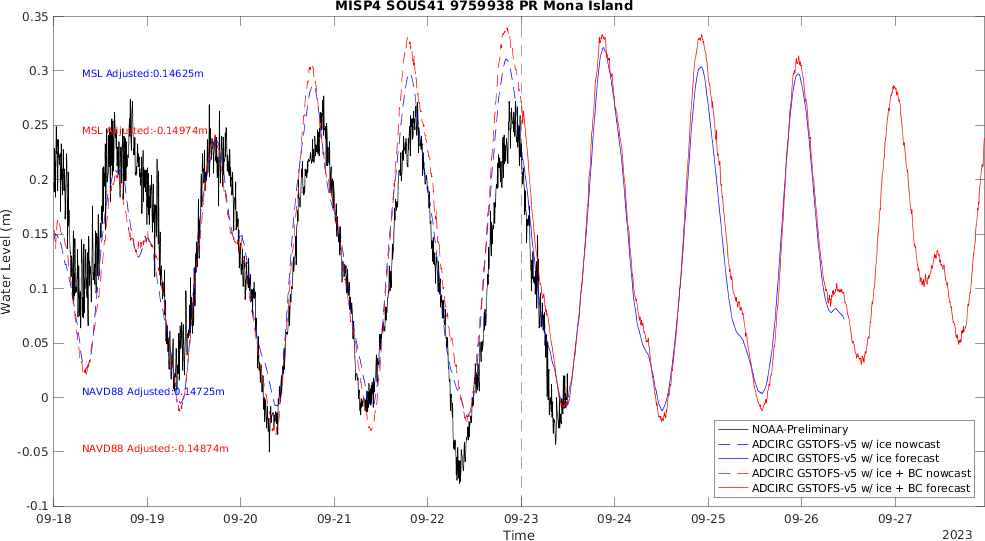 MISP4 SOUS41 9759938 PR Mona Island
0.35
0.3
0.25
0.2
0.15
0.1
0.05
0
-0.05
-0.1
Water Level (m)
MSL Adjusted:0.14625m
MSL Adjusted:-0.14974m
NAVD88 Adjusted:0.14725m
NAVD88 Adjusted:-0.14874m
NOAA-Preliminary
ADCIRC GSTOFS-v5 w/ ice nowcast
ADCIRC GSTOFS-v5 w/ ice forecast
ADCIRC GSTOFS-v5 w/ ice + BC nowcast
ADCIRC GSTOFS-v5 w/ ice + BC forecast
09-18 09-19 09-20 09-21 09-22 09-23 09-24 09-25 09-26 09-27
Time
2023